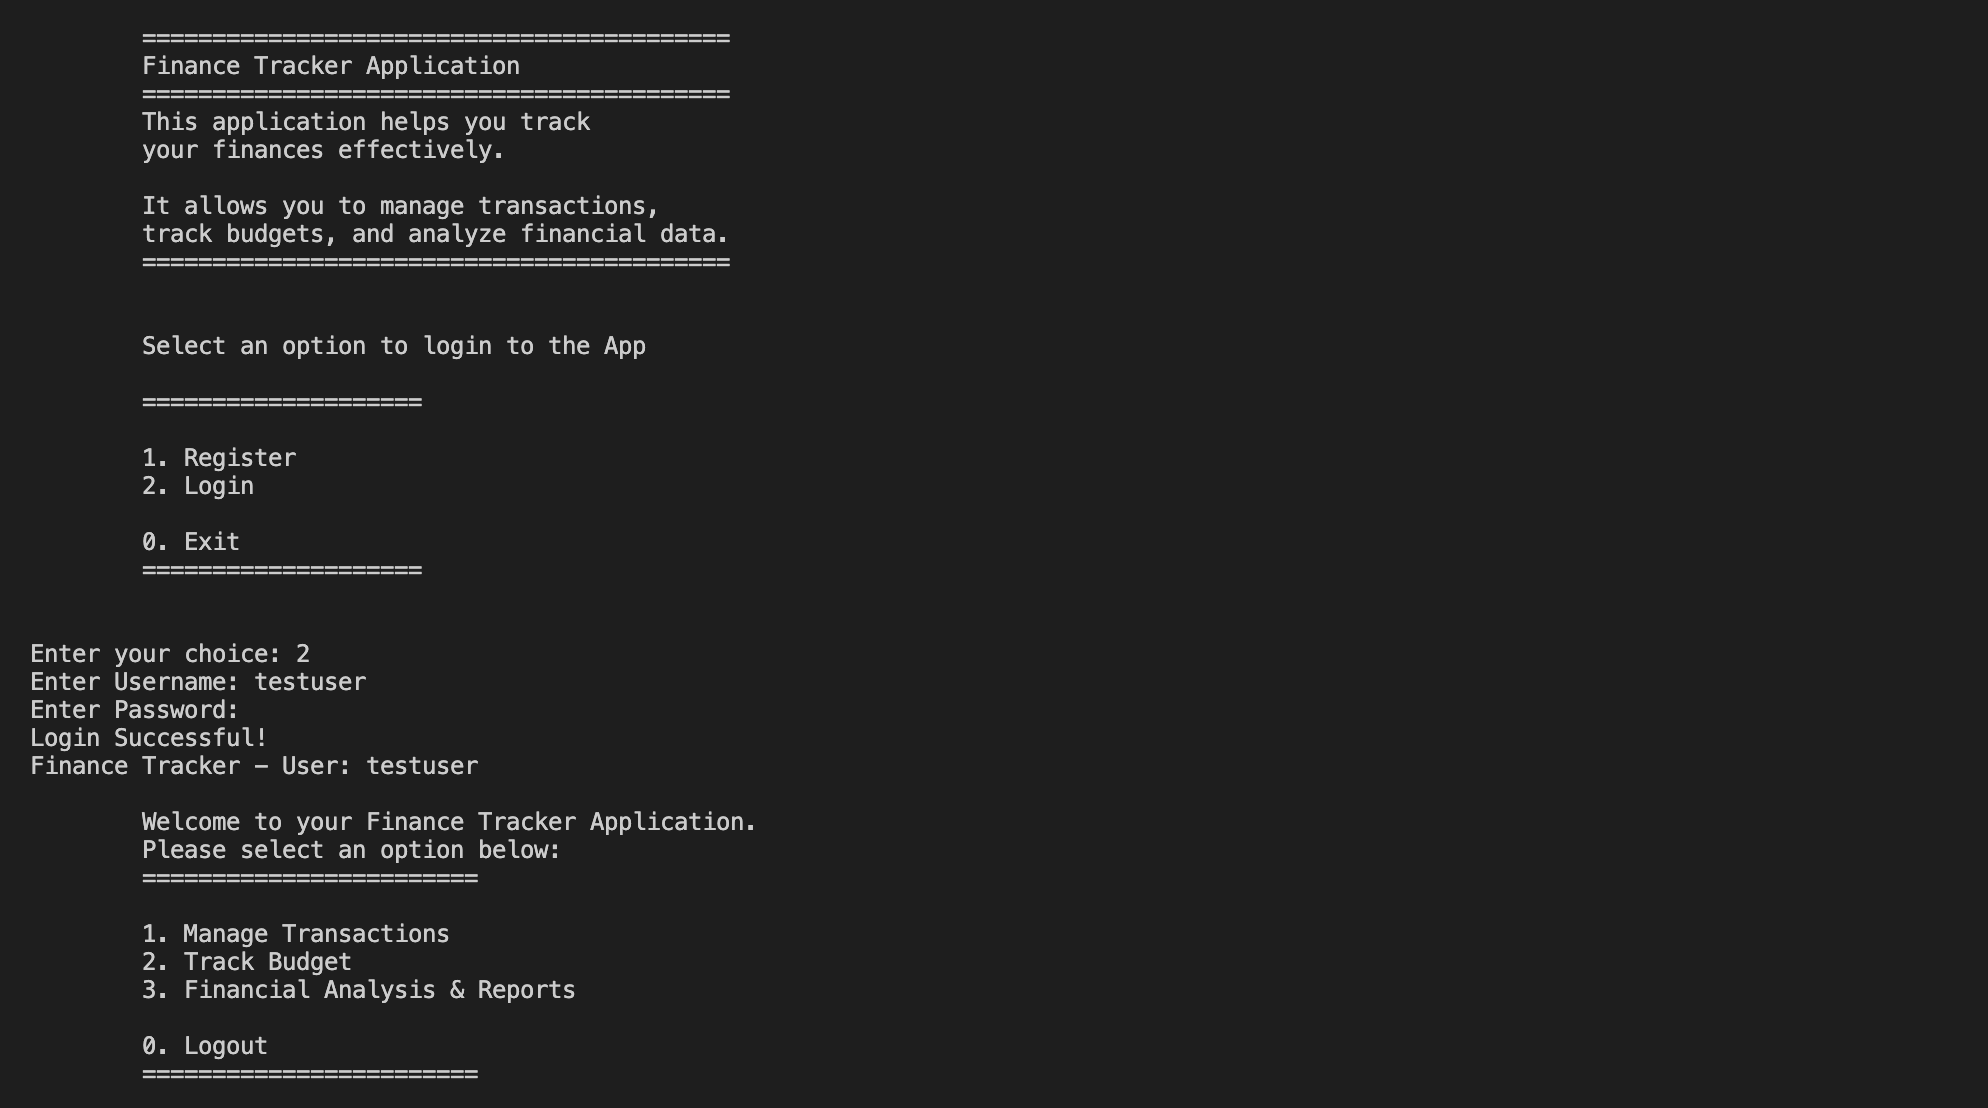 ==========================================
Finance Tracker Application
==========================================
This application helps you track
your finances effectively.
It allows you to manage transactions,
track budgets, and analyze financial data.
==========================================
Select an option to login to the App
====================
1. Register
2. Login
0. Exit
====================
Enter your choice: 2
Enter Username: testuser
Enter Password:
Login Successful!
Finance Tracker – User: testuser
Welcome to your Finance Tracker Application.
Please select an option below:
========================
1. Manage Transactions
2. Track Budget
3. Financial Analysis & Reports
0. Logout
========================